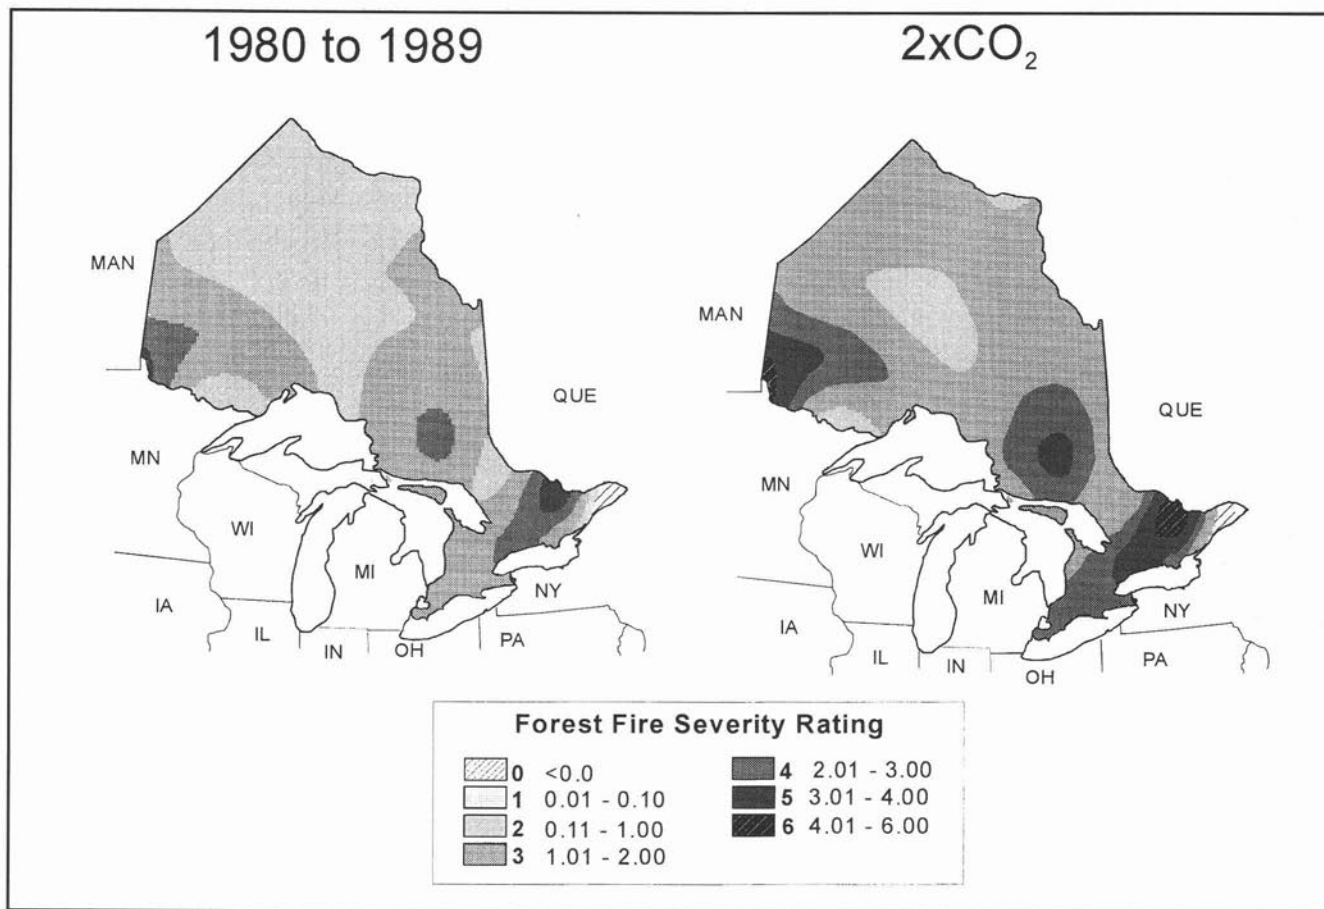 1980 to 1989
2xCO₂
MAN
QUE
MN
WI
MI
NY
IA
IL
IN
OH
PA
MAN
QUE
MN
WI
MI
NY
IA
IL
IN
OH
PA
Forest Fire Severity Rating
0 <0.0
1 0.01 - 0.10
2 0.11 - 1.00
3 1.01 - 2.00
4 2.01 - 3.00
5 3.01 - 4.00
6 4.01 - 6.00